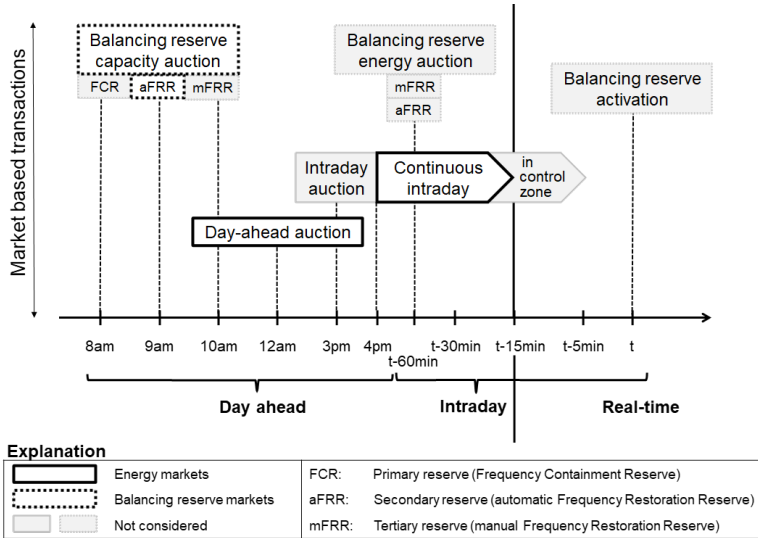 Market based transactions
Balancing reserve
capacity auction
FCR
aFRR
mFRR
Balancing reserve
energy auction
mFRR
aFRR
Balancing reserve
activation
Intraday
auction
Continuous
intraday
in
control
zone
Day-ahead auction
8am
9am
10am
12am
3pm
4pm
t-60min
t-30min
t-15min
t-5min
t
Day ahead
Intraday
Real-time
Explanation
Energy markets
Balancing reserve markets
Not considered
FCR: Primary reserve (Frequency Containment Reserve)
aFRR: Secondary reserve (automatic Frequency Restoration Reserve)
mFRR: Tertiary reserve (manual Frequency Restoration Reserve)